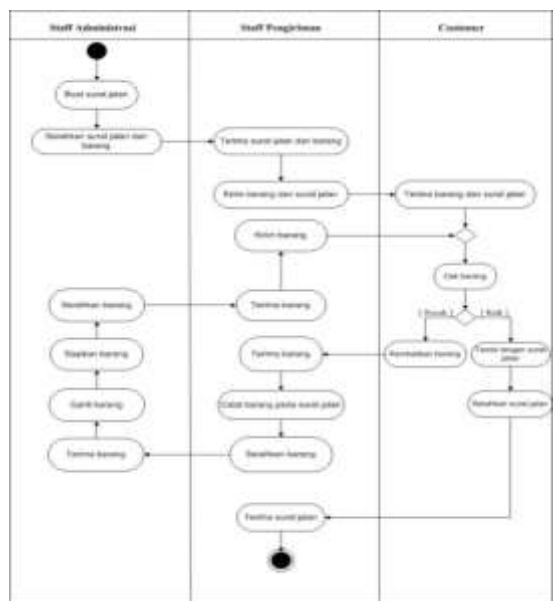 Staff Administrasi
Staff Pengiriman
Customer
Buat surat jalan
Serahkan surat jalan dan
barang
Terima surat jalan dan barang
Kirim barang dan surat jalan
Terima barang dan surat jalan
Kirim barang
Cek barang
Serahkan barang
Terima barang
[ Rusak ]
[ Baik ]
Siapkan barang
Terima barang
Kembalikan barang
Tanda tangan surat
jalan
Ganti barang
Catat barang pada surat jalan
Serahkan surat jalan
Terima barang
Serahkan barang
Terima surat jalan